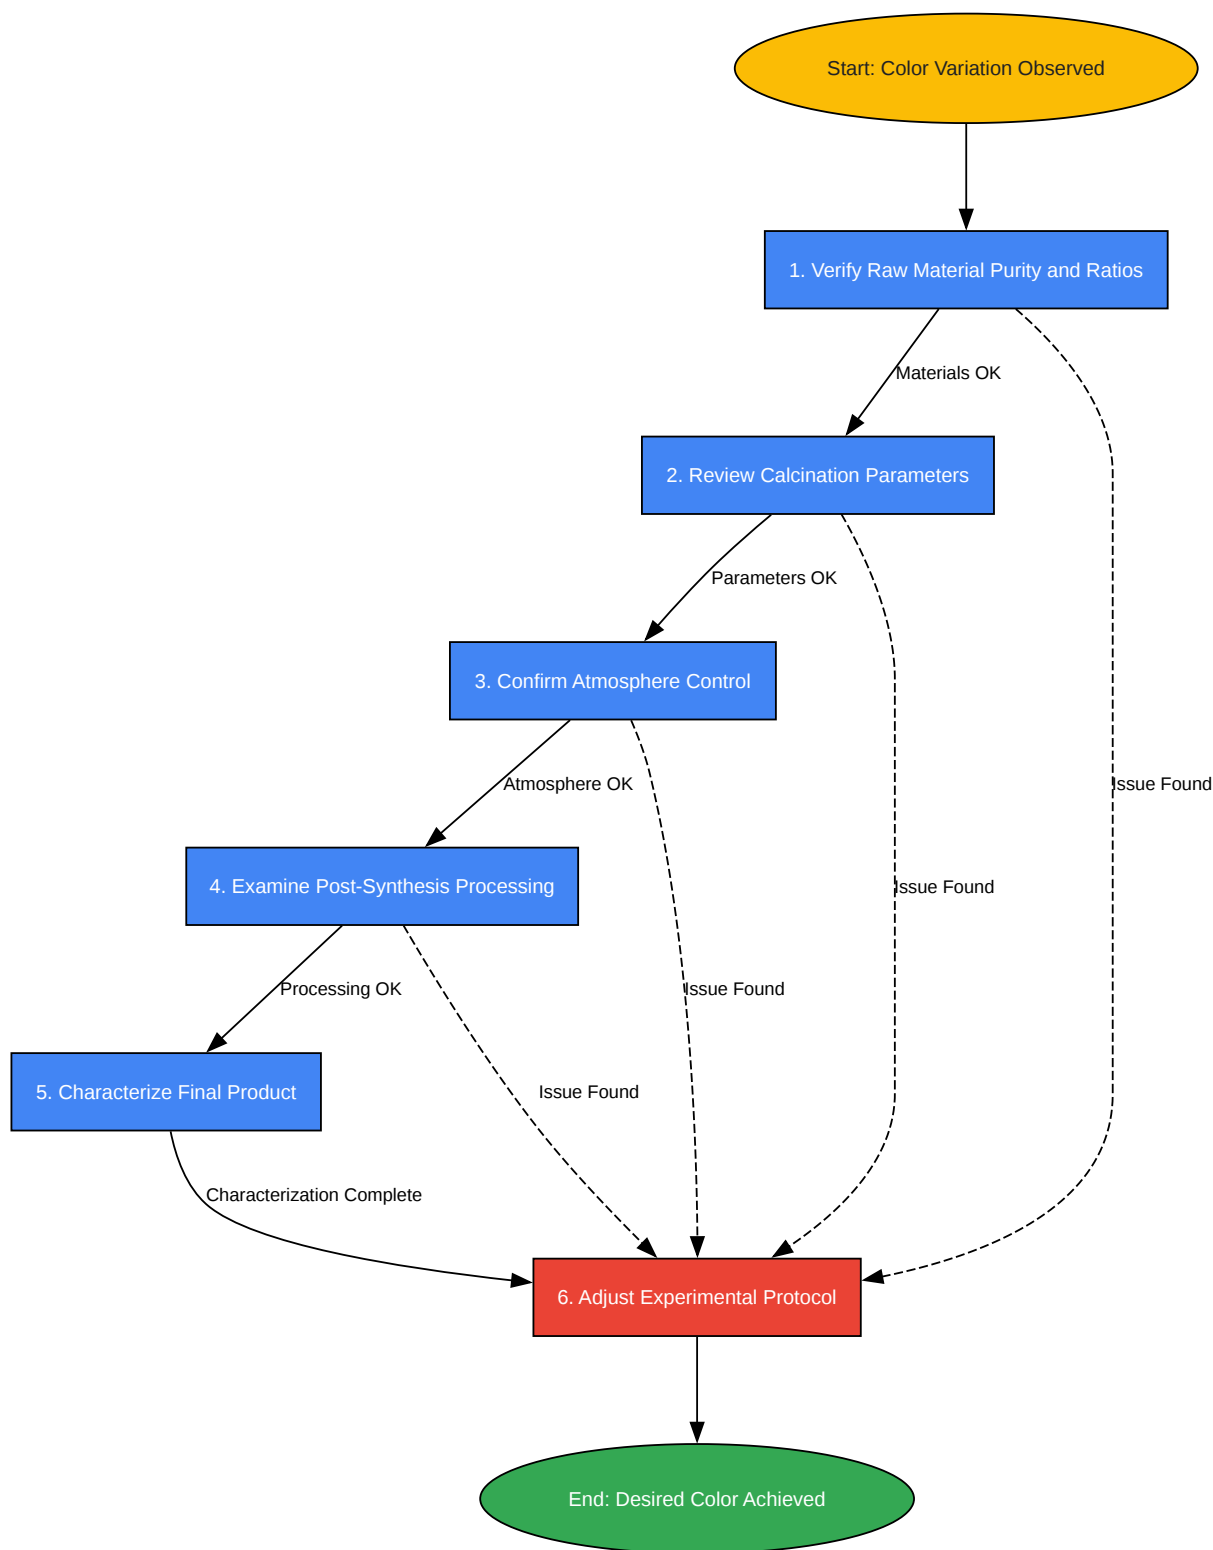 Start: Color Variation Observed
1. Verify Raw Material Purity and Ratios
Materials OK
2. Review Calcination Parameters
Parameters OK
3. Confirm Atmosphere Control
Atmosphere OK
Issue Found
4. Examine Post-Synthesis Processing
Issue Found
Processing OK
Issue Found
5. Characterize Final Product
Issue Found
Characterization Complete
6. Adjust Experimental Protocol
End: Desired Color Achieved